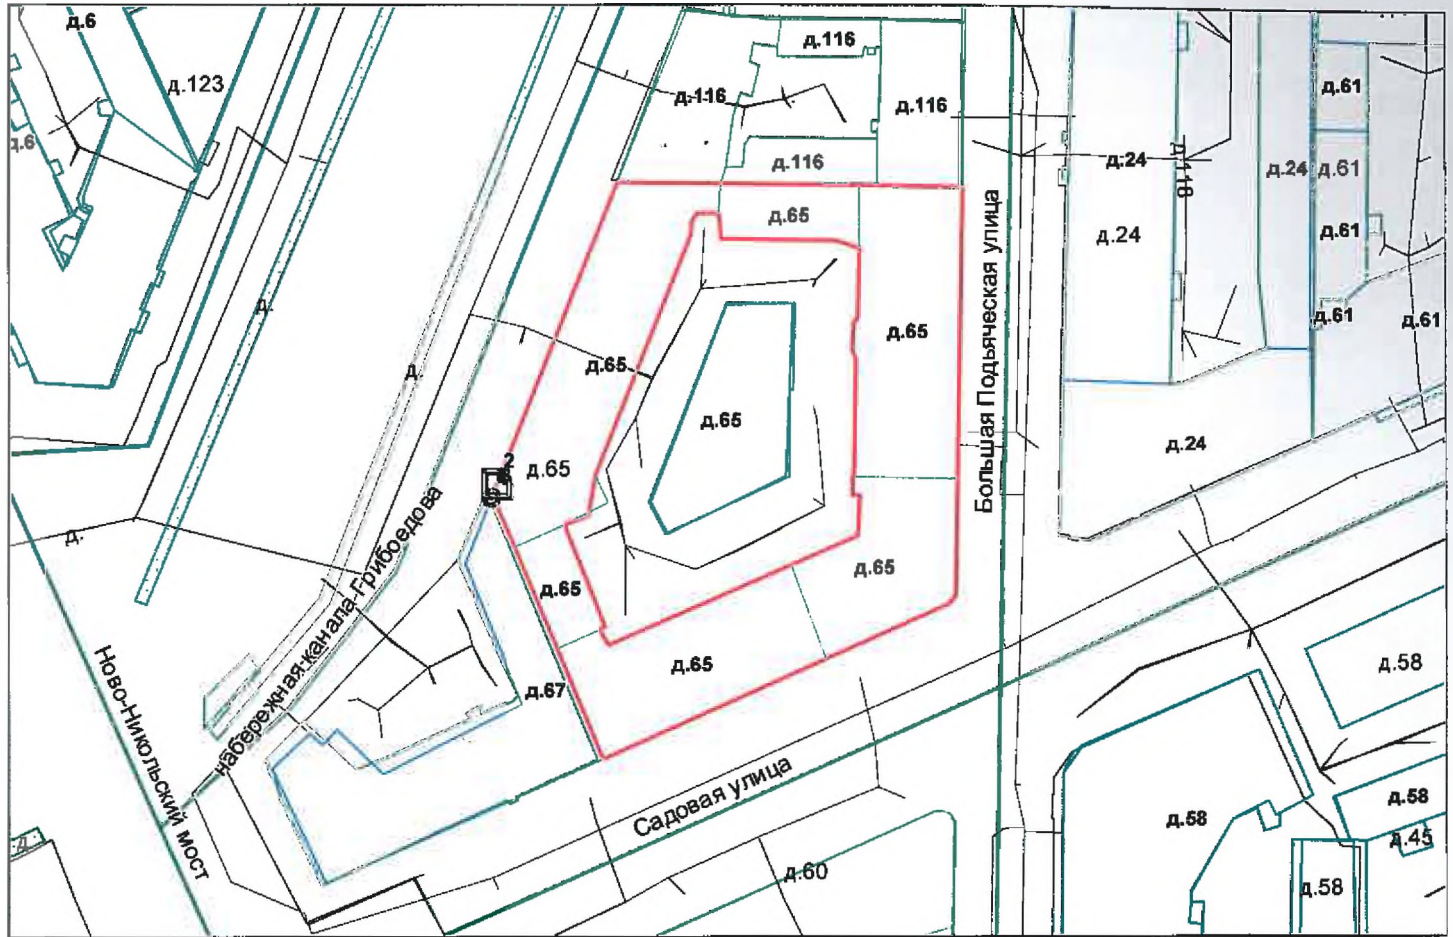 д.6
д.123
д.6
д.116
д.116
д.116
д.116
д.24
д.118
д.24
д.61
д.61
д.24
д.61
д.61
д.61
д.65
Большая Подьяческая улица
д.
д.
д.65
д.65
д.65
д.24
2
д.65
д.
набережная-канала-Грибоедова
д.65
д.65
д.65
д.67
Ново-Никольский мост
Садовая улица
д.58
д.58
д.58
д.45
д.58
д.60
д.